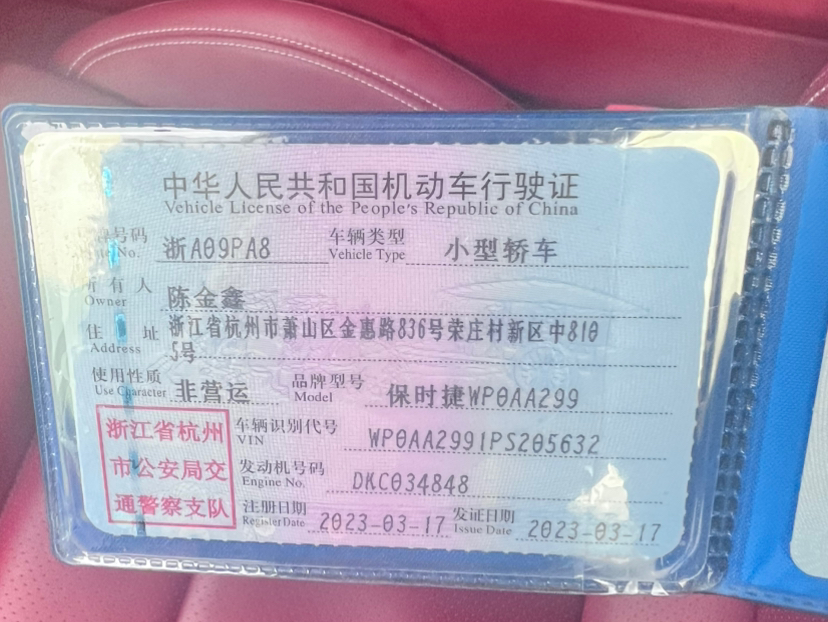 中华人民共和国机动车行驶证
Vehicle License of the People's Republic of China
号码 浙A09PA8 车辆类型 小型轿车
No. Vehicle Type
所有人 陈金鑫
Owner
住址 浙江省杭州市萧山区金惠路836号荣庄村新区中810
Address 5号
使用性质 非营运 品牌型号 保时捷WP0AA299
Use Character Model
浙江省杭州
市公安局交
通警察支队
车辆识别代号 WP0AA2991PS205632
VIN
发动机号码 DKC034848
Engine No.
注册日期 2023-03-17 发证日期 2023-03-17
Register Date Issue Date